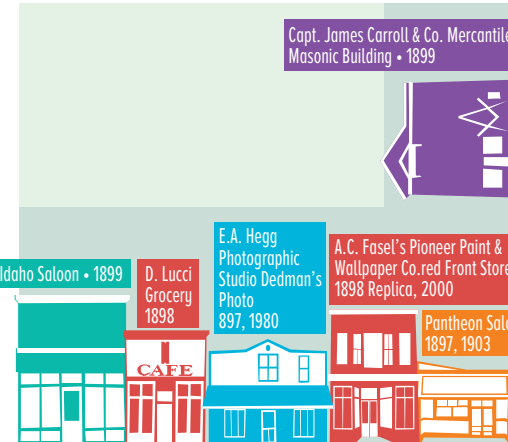 Capt. James Carroll & Co. Mercantile
Masonic Building • 1899
E.A. Hegg
Photographic
Studio Dedman's
Photo
897, 1980
A.C. Fasel's Pioneer Paint &
Wallpaper Co.red Front Store
1898 Replica, 2000
Idaho Saloon • 1899
D. Lucci
Grocery
1898
Pantheon
1897, 1903
CAFE